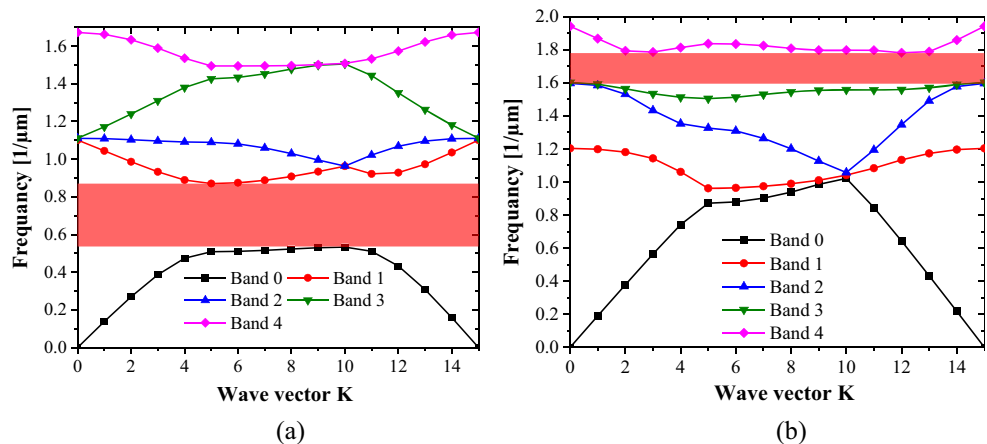 1.6
1.4
1.2
1.0
0.8
0.6
0.4
0.2
0.0
Frequancy [1/μm]
Band 0 Band 1
Band 2 Band 3
Band 4
0 2 4 6 8 10 12 14
Wave vector K
(a)
2.0
1.8
1.6
1.4
1.2
1.0
0.8
0.6
0.4
0.2
0.0
Frequancy [1/μm]
Band 0
Band 1
Band 2
Band 3
Band 4
0 2 4 6 8 10 12 14
Wave vector K
(b)